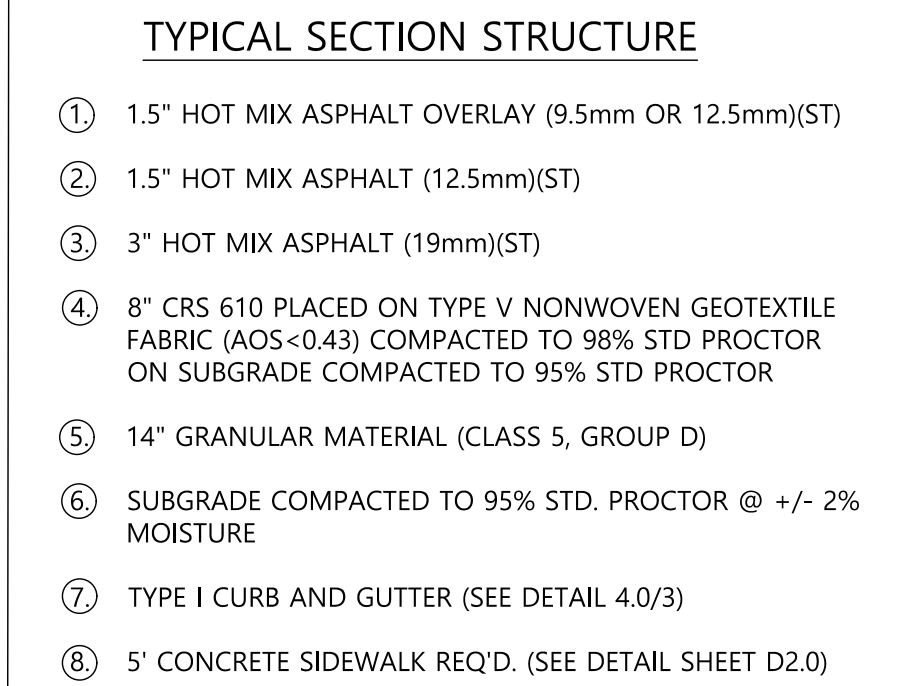 TYPICAL SECTION STRUCTURE
1. 1.5" HOT MIX ASPHALT OVERLAY (9.5mm OR 12.5mm)(ST)
2. 1.5" HOT MIX ASPHALT (12.5mm)(ST)
3. 3" HOT MIX ASPHALT (19mm)(ST)
4. 8" CRS 610 PLACED ON TYPE V NONWOVEN GEOTEXTILE
FABRIC (AOS<0.43) COMPACTED TO 98% STD PROCTOR
ON SUBGRADE COMPACTED TO 95% STD PROCTOR
5. 14" GRANULAR MATERIAL (CLASS 5, GROUP D)
6. SUBGRADE COMPACTED TO 95% STD. PROCTOR @ +/- 2%
MOISTURE
7. TYPE I CURB AND GUTTER (SEE DETAIL 4.0/3)
8. 5' CONCRETE SIDEWALK REQ'D. (SEE DETAIL SHEET D2.0)